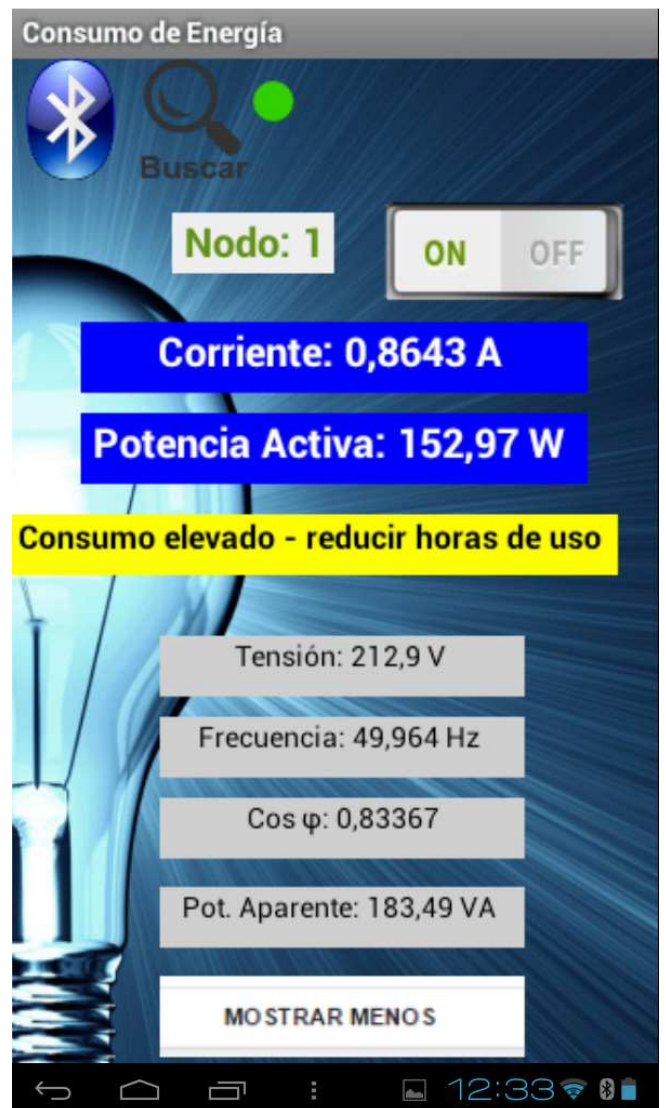 Consumo de Energía
Buscar
Nodo: 1
ON OFF
Corriente: 0,8643 A
Potencia Activa: 152,97 W
Consumo elevado - reducir horas de uso
Tensión: 212,9 V
Frecuencia: 49,964 Hz
Cos φ: 0,83367
Pot. Aparente: 183,49 VA
MOSTRAR MENOS
12:33